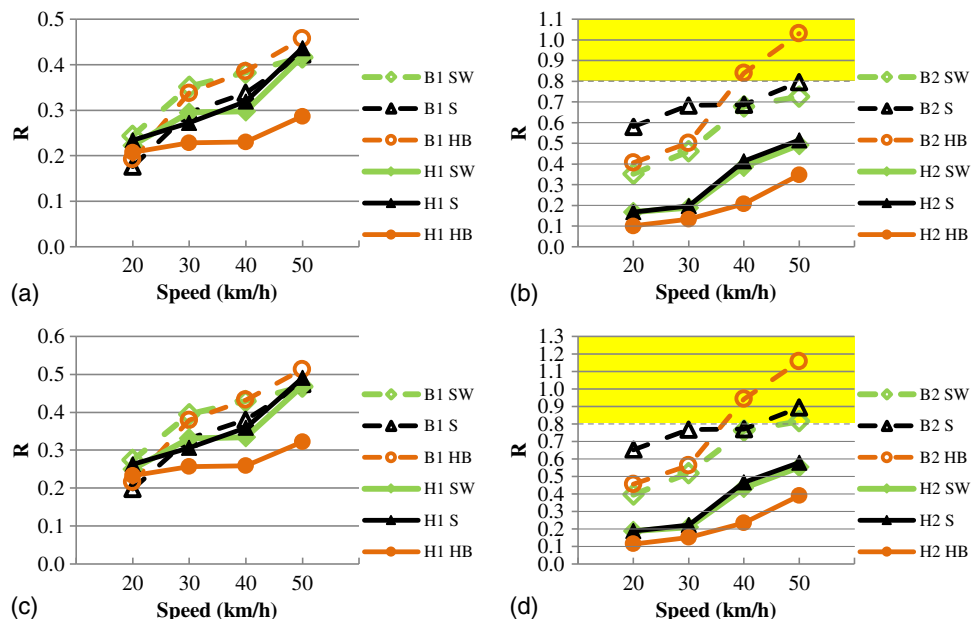 0.5
0.4
0.3
0.2
0.1
0.0
R
20 30 40 50
Speed (km/h)
(a)
B1 SW
B1 S
B1 HB
H1 SW
H1 S
H1 HB
1.1
1.0
0.9
0.8
0.7
0.6
0.5
0.4
0.3
0.2
0.1
0.0
R
20 30 40 50
Speed (km/h)
(b)
B2 SW
B2 S
B2 HB
H2 SW
H2 S
H2 HB
0.6
0.5
0.4
0.3
0.2
0.1
0.0
R
20 30 40 50
Speed (km/h)
(c)
B1 SW
B1 S
B1 HB
H1 SW
H1 S
H1 HB
1.3
1.2
1.1
1.0
0.9
0.8
0.7
0.6
0.5
0.4
0.3
0.2
0.1
0.0
R
20 30 40 50
Speed (km/h)
(d)
B2 SW
B2 S
B2 HB
H2 SW
H2 S
H2 HB